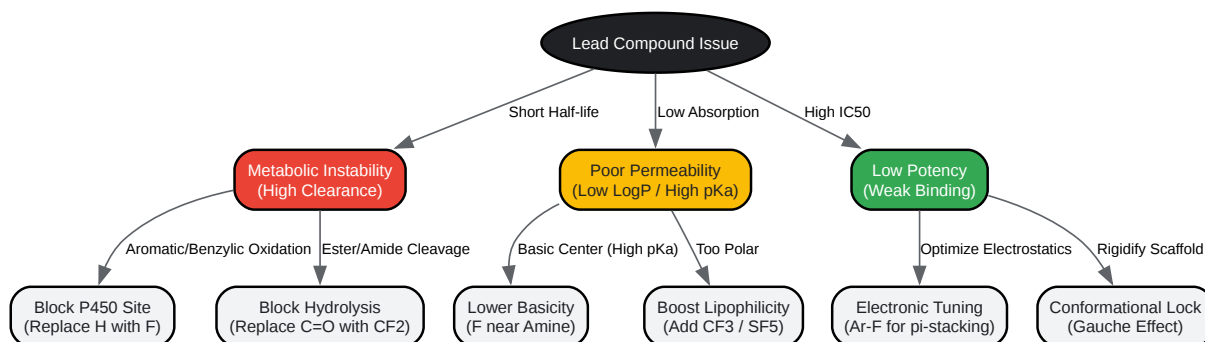 Lead Compound Issue
Short Half-life
Low Absorption
High IC50
Metabolic Instability
(High Clearance)
Poor Permeability
(Low LogP / High pKa)
Low Potency
(Weak Binding)
Aromatic/Benzylic Oxidation
Ester/Amide Cleavage
Basic Center (High pKa)
Too Polar
Optimize Electrostatics
Rigidify Scaffold
Block P450 Site
(Replace H with F)
Block Hydrolysis
(Replace C=O with CF2)
Lower Basicity
(F near Amine)
Boost Lipophilicity
(Add CF3 / SF5)
Electronic Tuning
(Ar-F for pi-stacking)
Conformational Lock
(Gauche Effect)